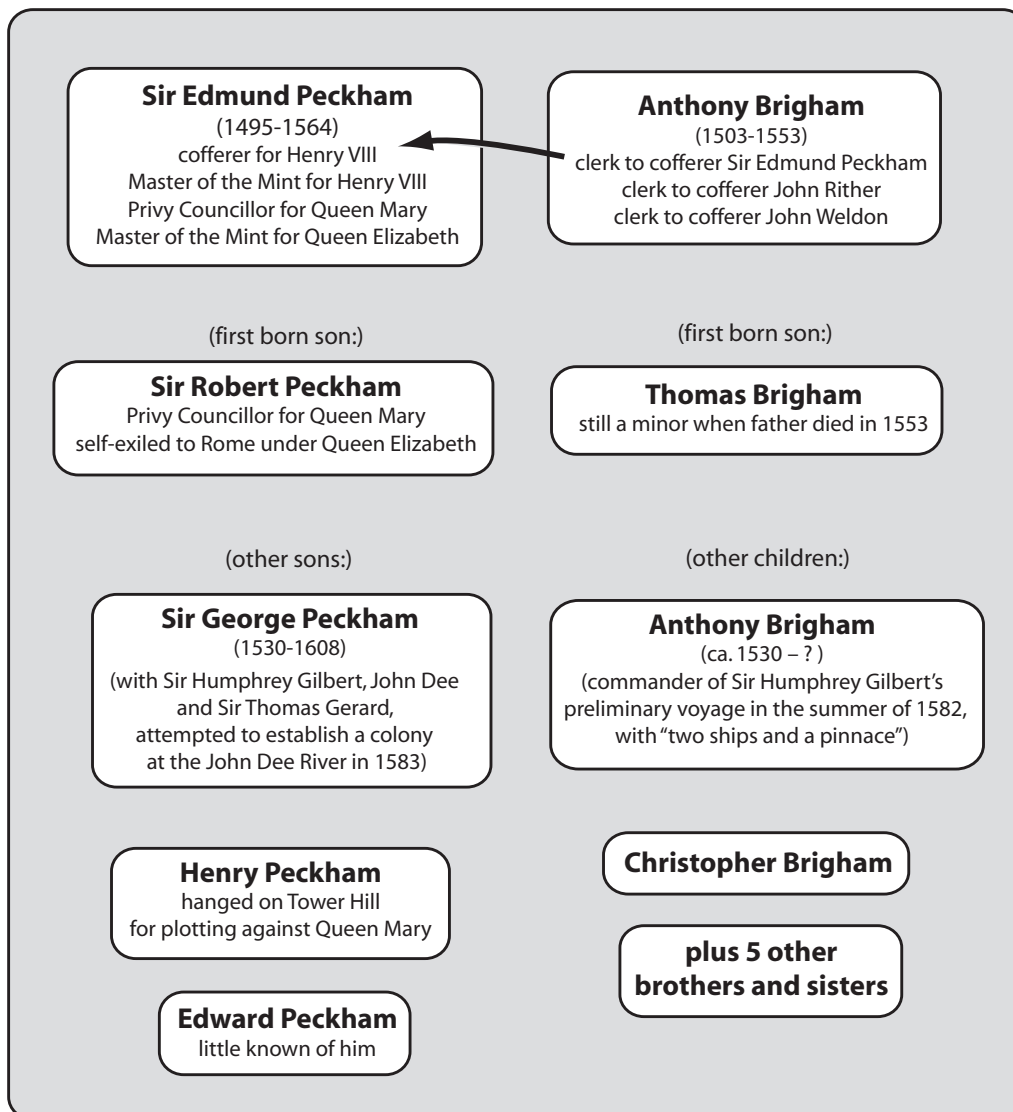 Sir Edmund Peckham
(1495-1564)
cofferer for Henry VIII
Master of the Mint for Henry VIII
Privy Councillor for Queen Mary
Master of the Mint for Queen Elizabeth
Anthony Brigham
(1503-1553)
clerk to cofferer Sir Edmund Peckham
clerk to cofferer John Rither
clerk to cofferer John Weldon
(first born son:)
Sir Robert Peckham
Privy Councillor for Queen Mary
self-exiled to Rome under Queen Elizabeth
(first born son:)
Thomas Brigham
still a minor when father died in 1553
(other sons:)
Sir George Peckham
(1530-1608)
(with Sir Humphrey Gilbert, John Dee
and Sir Thomas Gerard,
attempted to establish a colony
at the John Dee River in 1583)
(other children:)
Anthony Brigham
(ca. 1530 – ? )
(commander of Sir Humphrey Gilbert's
preliminary voyage in the summer of 1582,
with “two ships and a pinnace”)
Henry Peckham
hanged on Tower Hill
for plotting against Queen Mary
Christopher Brigham
plus 5 other
brothers and sisters
Edward Peckham
little known of him